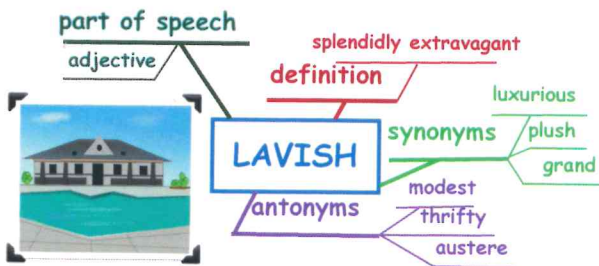 part of speech
adjective
splendidly extravagant
definition
LAVISH
synonyms
luxurious
plush
grand
antonyms
modest
thrifty
austere